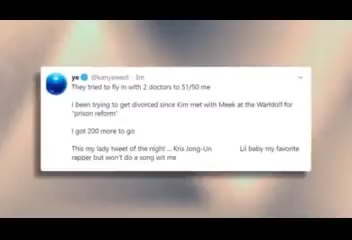 ye @kanyewest · 3m
They tried to fly in with 2 doctors to 51/50 me
I been trying to get divorced since Kim met with Meek at the Warldolf for
"prison reform"
I got 200 more to go
This my lady tweet of the night ... Kris Jong-Un Lil baby my favorite
rapper but won't do a song wit me